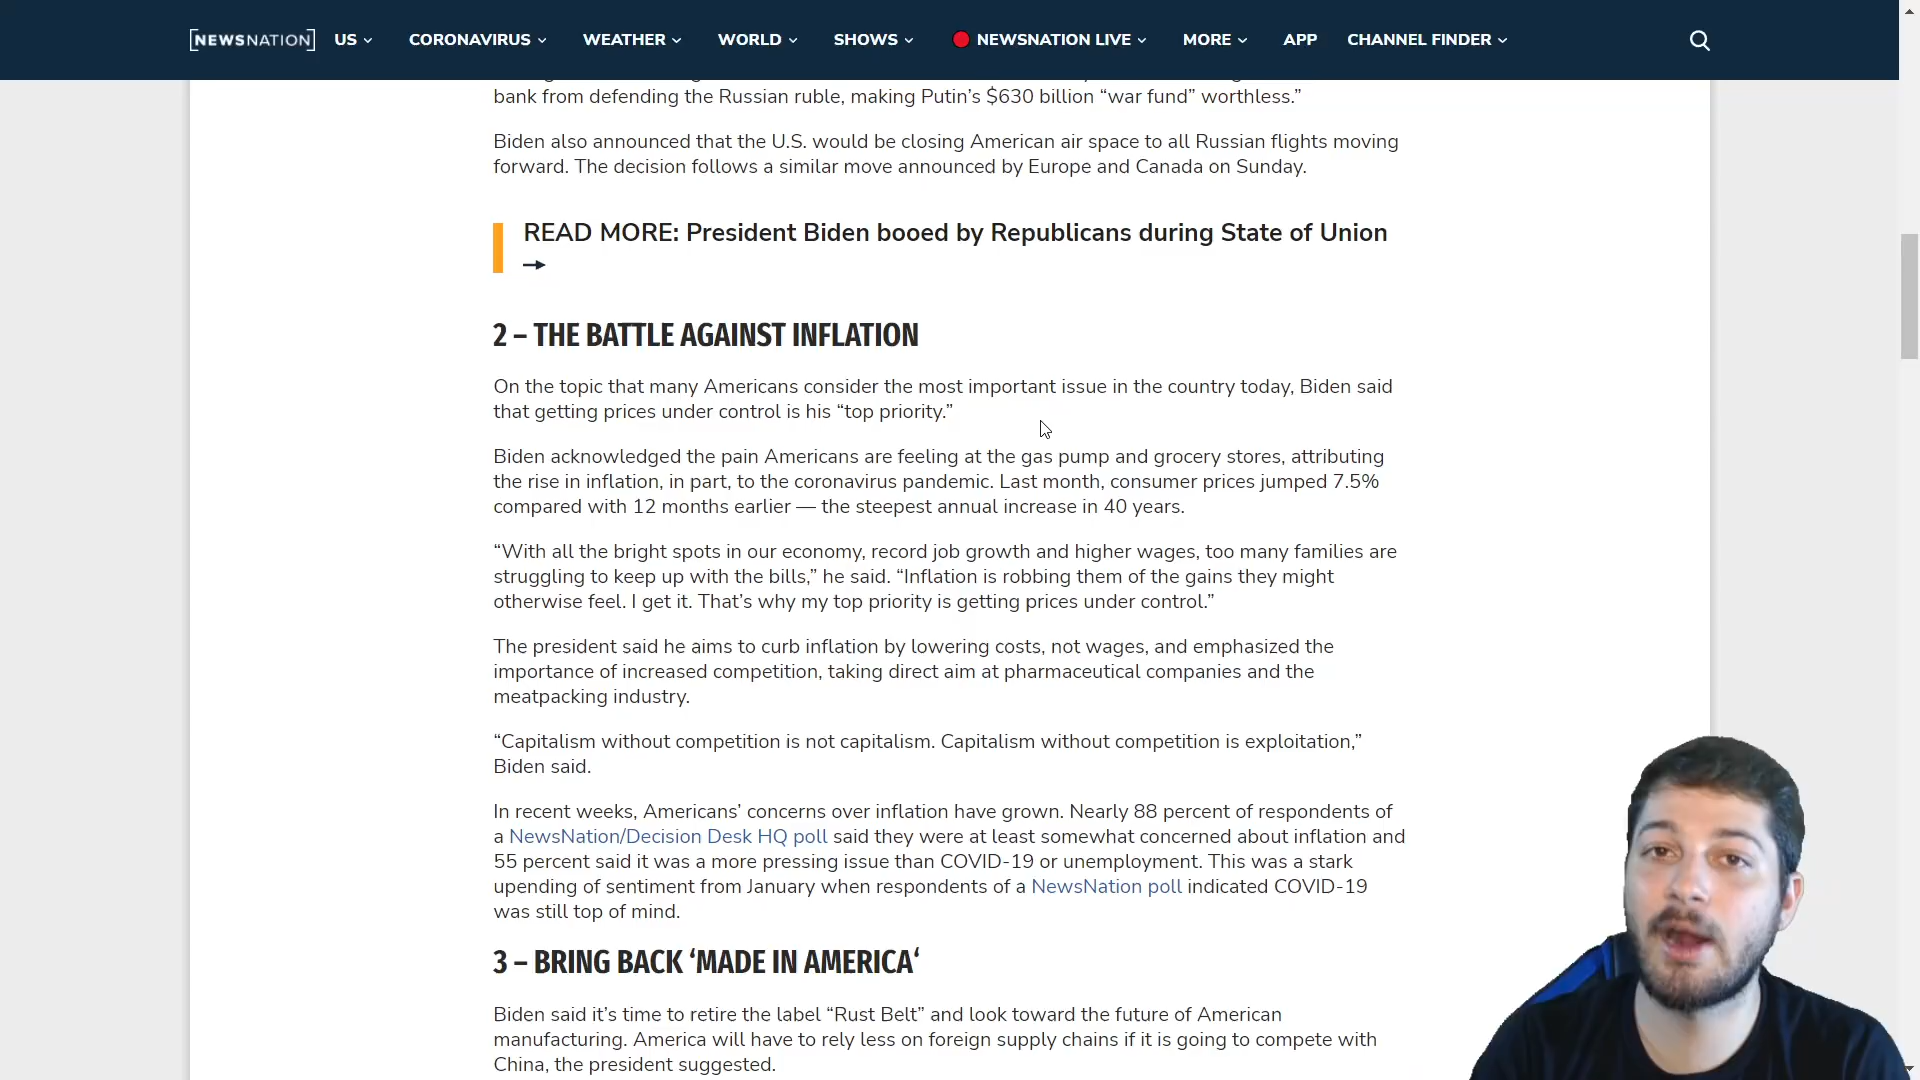 NEWSNATION US CORONAVIRUS WEATHER WORLD SHOWS NEWSNATION LIVE MORE APP CHANNEL FINDER
bank from defending the Russian ruble, making Putin’s $630 billion “war fund” worthless.”
Biden also announced that the U.S. would be closing American air space to all Russian flights moving
forward. The decision follows a similar move announced by Europe and Canada on Sunday.
READ MORE: President Biden booed by Republicans during State of Union
→
2 – THE BATTLE AGAINST INFLATION
On the topic that many Americans consider the most important issue in the country today, Biden said
that getting prices under control is his “top priority.”
Biden acknowledged the pain Americans are feeling at the gas pump and grocery stores, attributing
the rise in inflation, in part, to the coronavirus pandemic. Last month, consumer prices jumped 7.5%
compared with 12 months earlier — the steepest annual increase in 40 years.
“With all the bright spots in our economy, record job growth and higher wages, too many families are
struggling to keep up with the bills,” he said. “Inflation is robbing them of the gains they might
otherwise feel. I get it. That’s why my top priority is getting prices under control.”
The president said he aims to curb inflation by lowering costs, not wages, and emphasized the
importance of increased competition, taking direct aim at pharmaceutical companies and the
meatpacking industry.
“Capitalism without competition is not capitalism. Capitalism without competition is exploitation,”
Biden said.
In recent weeks, Americans’ concerns over inflation have grown. Nearly 88 percent of respondents of
a NewsNation/Decision Desk HQ poll said they were at least somewhat concerned about inflation and
55 percent said it was a more pressing issue than COVID-19 or unemployment. This was a stark
upending of sentiment from January when respondents of a NewsNation poll indicated COVID-19
was still top of mind.
3 – BRING BACK ‘MADE IN AMERICA‘
Biden said it’s time to retire the label “Rust Belt” and look toward the future of American
manufacturing. America will have to rely less on foreign supply chains if it is going to compete with
China, the president suggested.